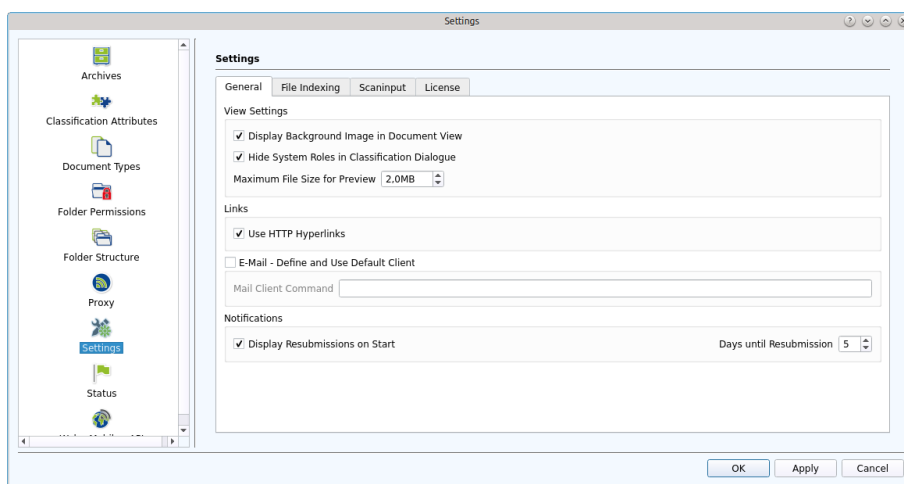 Settings
Archives
Classification Attributes
Document Types
Folder Permissions
Folder Structure
Proxy
Settings
Status
Settings
General File Indexing Scaninput License
View Settings
Display Background Image in Document View
Hide System Roles in Classification Dialogue
Maximum File Size for Preview 2,0MB
Links
Use HTTP Hyperlinks
E-Mail - Define and Use Default Client
Mail Client Command
Notifications
Display Resubmissions on Start Days until Resubmission 5
OK Apply Cancel